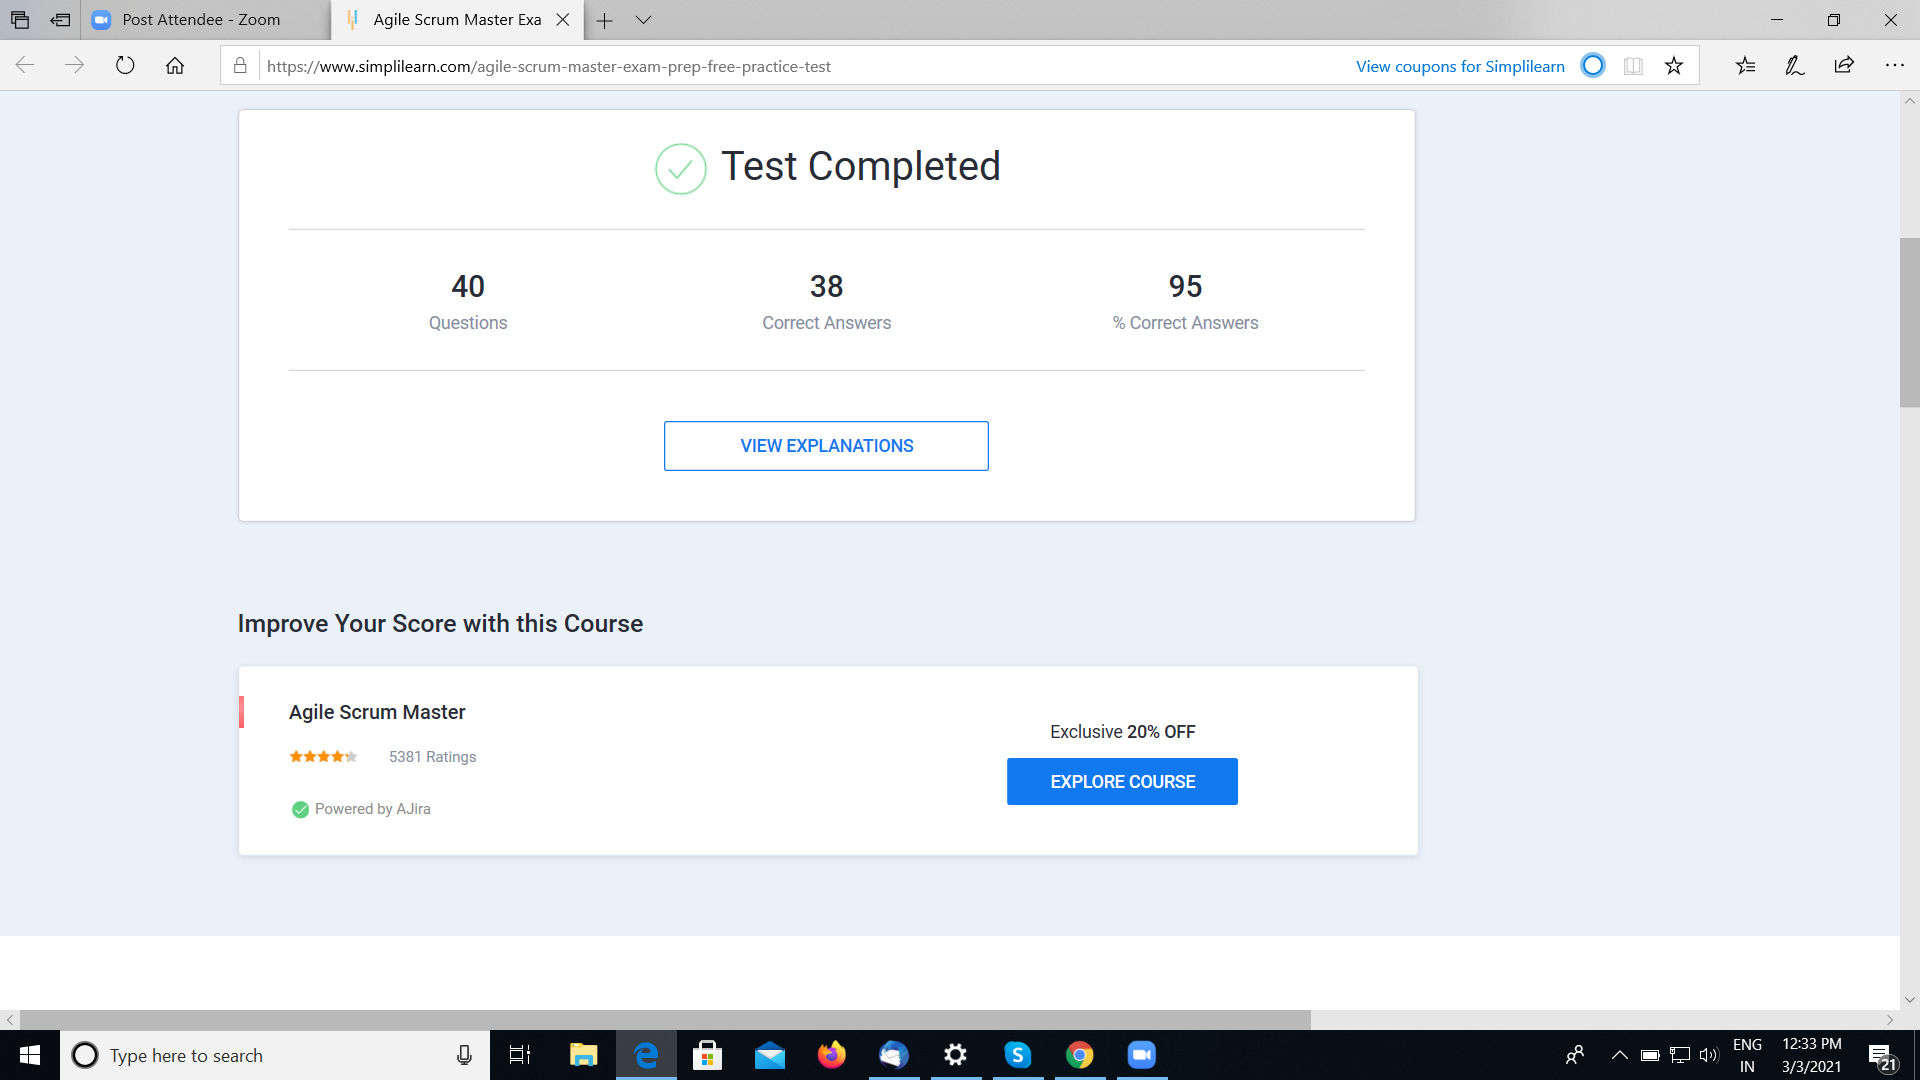 Post Attendee - Zoom
Agile Scrum Master Exa
https://www.simplilearn.com/agile-scrum-master-exam-prep-free-practice-test
View coupons for Simplilearn
Test Completed
40
Questions
38
Correct Answers
95
% Correct Answers
VIEW EXPLANATIONS
Improve Your Score with this Course
Agile Scrum Master
5381 Ratings
Powered by AJira
Exclusive 20% OFF
EXPLORE COURSE
Type here to search
ENG
IN
12:33 PM
3/3/2021
21